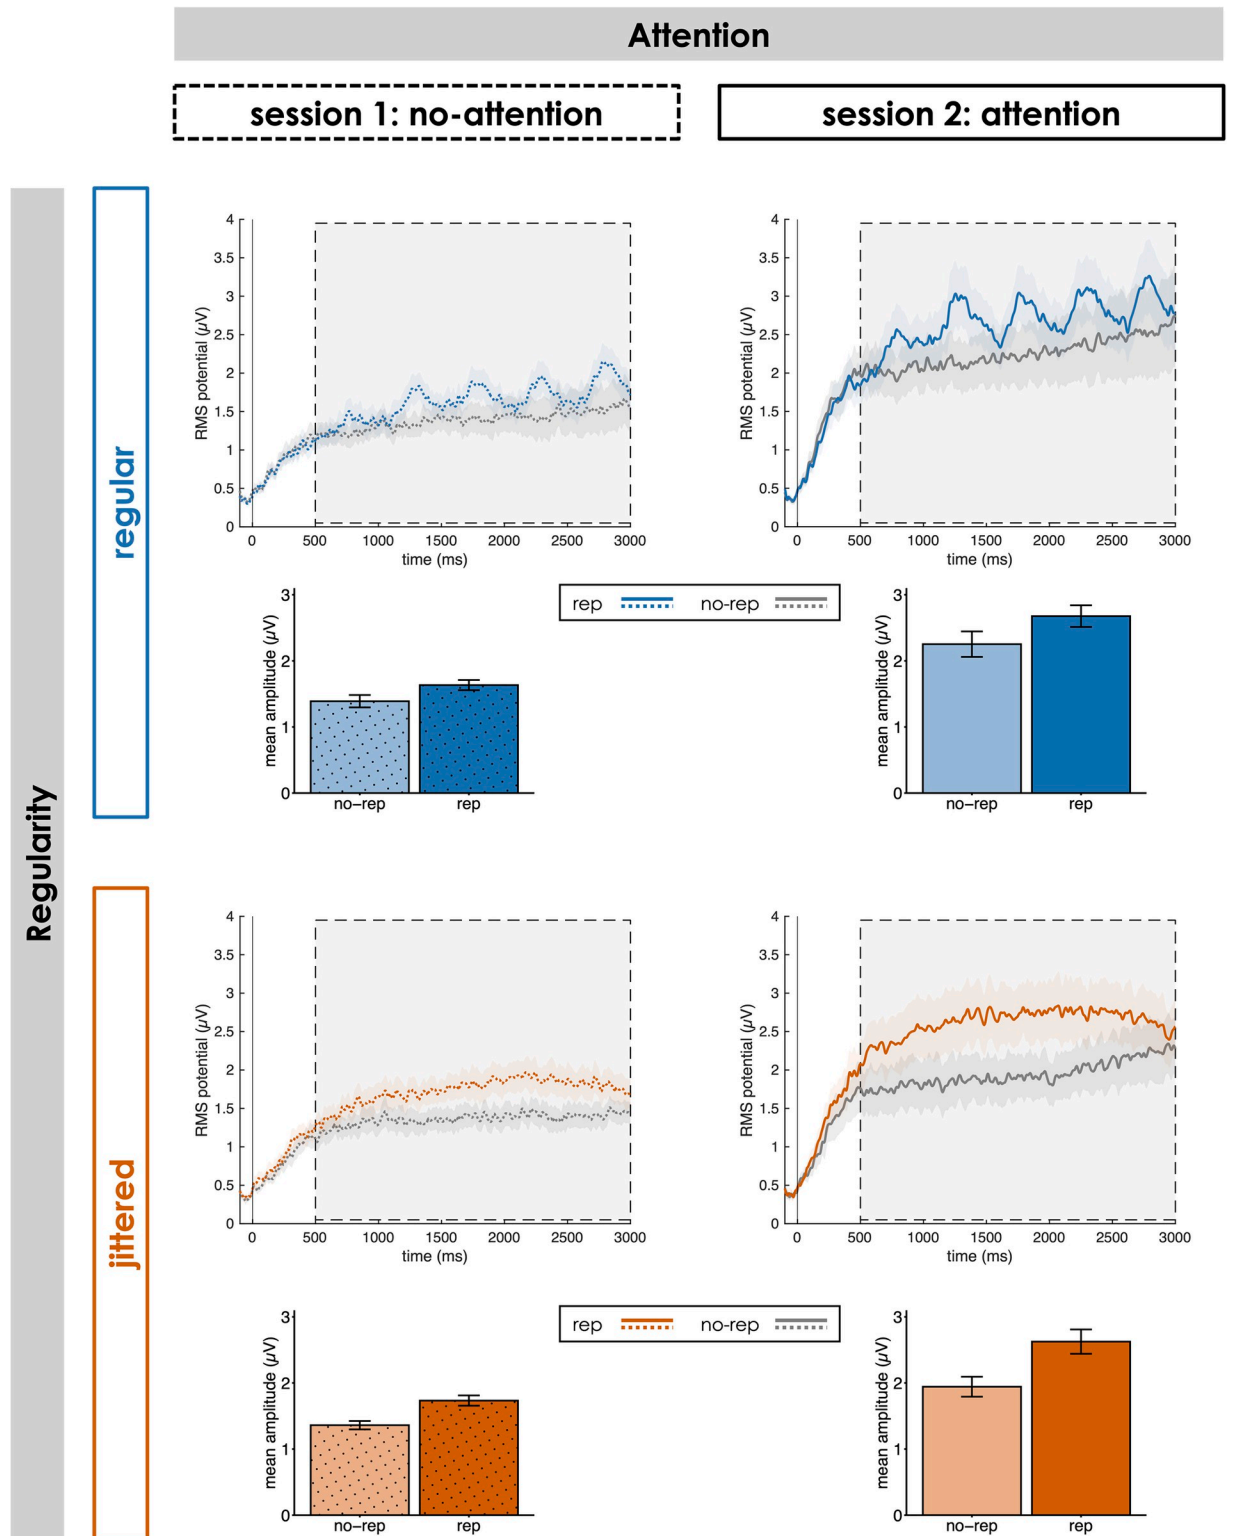 Attention
session 1: no-attention
session 2: attention
Regularity
regular
RMS potential (µV)
4
3.5
3
2.5
2
1.5
1
0.5
0
0 500 1000 1500 2000 2500 3000
time (ms)
RMS potential (µV)
4
3.5
3
2.5
2
1.5
1
0.5
0
0 500 1000 1500 2000 2500 3000
time (ms)
rep no-rep
mean amplitude (µV)
3
2
1
0
no–rep rep
mean amplitude (µV)
3
2
1
0
no–rep rep
jittered
RMS potential (µV)
4
3.5
3
2.5
2
1.5
1
0.5
0
0 500 1000 1500 2000 2500 3000
time (ms)
RMS potential (µV)
4
3.5
3
2.5
2
1.5
1
0.5
0
0 500 1000 1500 2000 2500 3000
time (ms)
rep no-rep
mean amplitude (µV)
3
2
1
0
no–rep rep
mean amplitude (µV)
3
2
1
0
no–rep rep